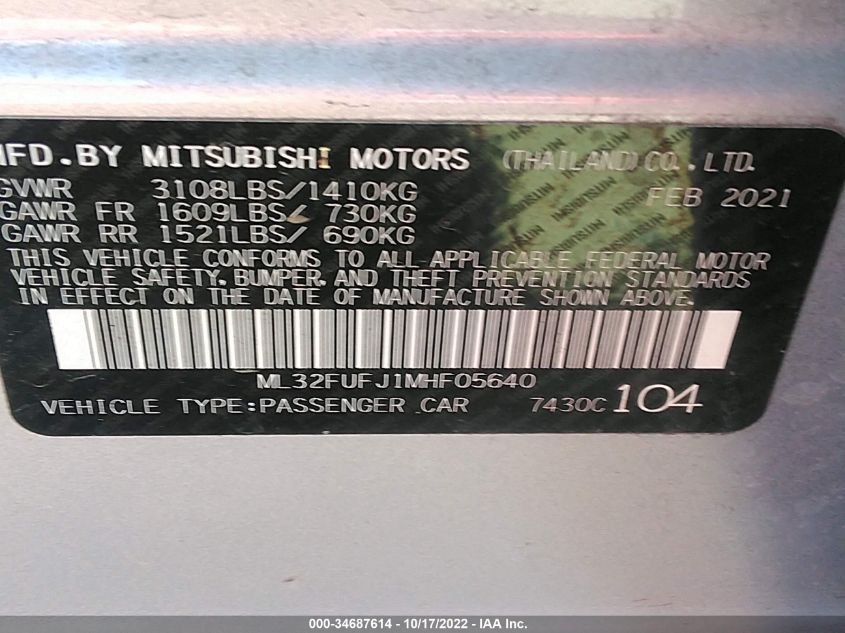 MFD.BY MITSUBISHI MOTORS (THAILAND) CO., LTD.
GVWR 3108LBS/1410KG FEB 2021
GAWR FR 1609LBS/ 730KG
GAWR RR 1521LBS/ 690KG
THIS VEHICLE CONFORMS TO ALL APPLICABLE FEDERAL MOTOR
VEHICLE SAFETY, BUMPER, AND THEFT PREVENTION STANDARDS
IN EFFECT ON THE DATE OF MANUFACTURE SHOWN ABOVE.
ML32FUFJ1MHF05640
VEHICLE TYPE:PASSENGER CAR 7430C 104
000-34687614 - 10/17/2022 - IAA Inc.